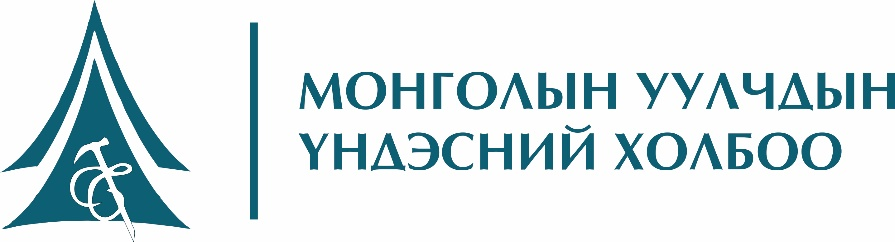 МОНГОЛЫН УУЛЧДЫН
ҮНДЭСНИЙ ХОЛБОО